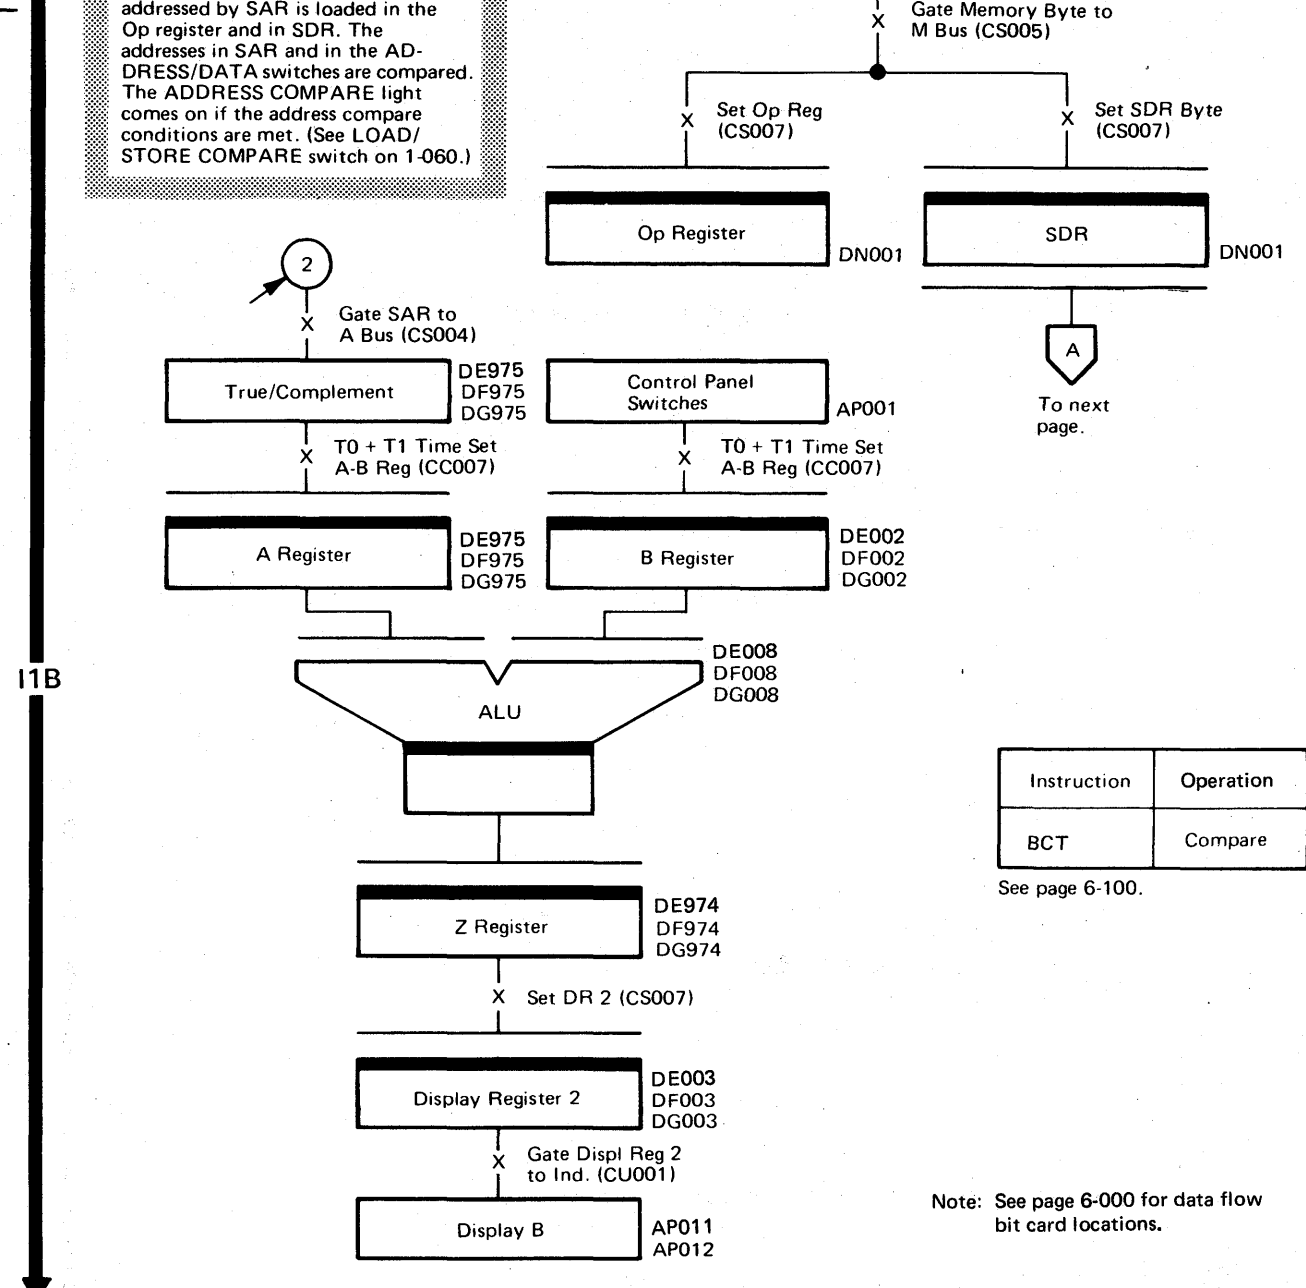 addressed by SAR is loaded in the
Op register and in SDR. The
addresses in SAR and in the AD-
DRESS/DATA switches are compared.
The ADDRESS COMPARE light
comes on if the address compare
conditions are met. (See LOAD/
STORE COMPARE switch on 1-060.)
X
Gate Memory Byte to
M Bus (CS005)
X
Set Op Reg
(CS007)
X
Set SDR Byte
(CS007)
Op Register
DN001
SDR
DN001
A
To next
page.
2
X
Gate SAR to
A Bus (CS004)
True/Complement
DE975
DF975
DG975
Control Panel
Switches
AP001
X
T0 + T1 Time Set
A-B Reg (CC007)
X
T0 + T1 Time Set
A-B Reg (CC007)
A Register
DE975
DF975
DG975
B Register
DE002
DF002
DG002
I1B
DE008
DF008
DG008
ALU
Instruction Operation
BCT Compare
See page 6-100.
Z Register
DE974
DF974
DG974
X
Set DR 2 (CS007)
Display Register 2
DE003
DF003
DG003
X
Gate Displ Reg 2
to Ind. (CU001)
Display B
AP011
AP012
Note: See page 6-000 for data flow
bit card locations.